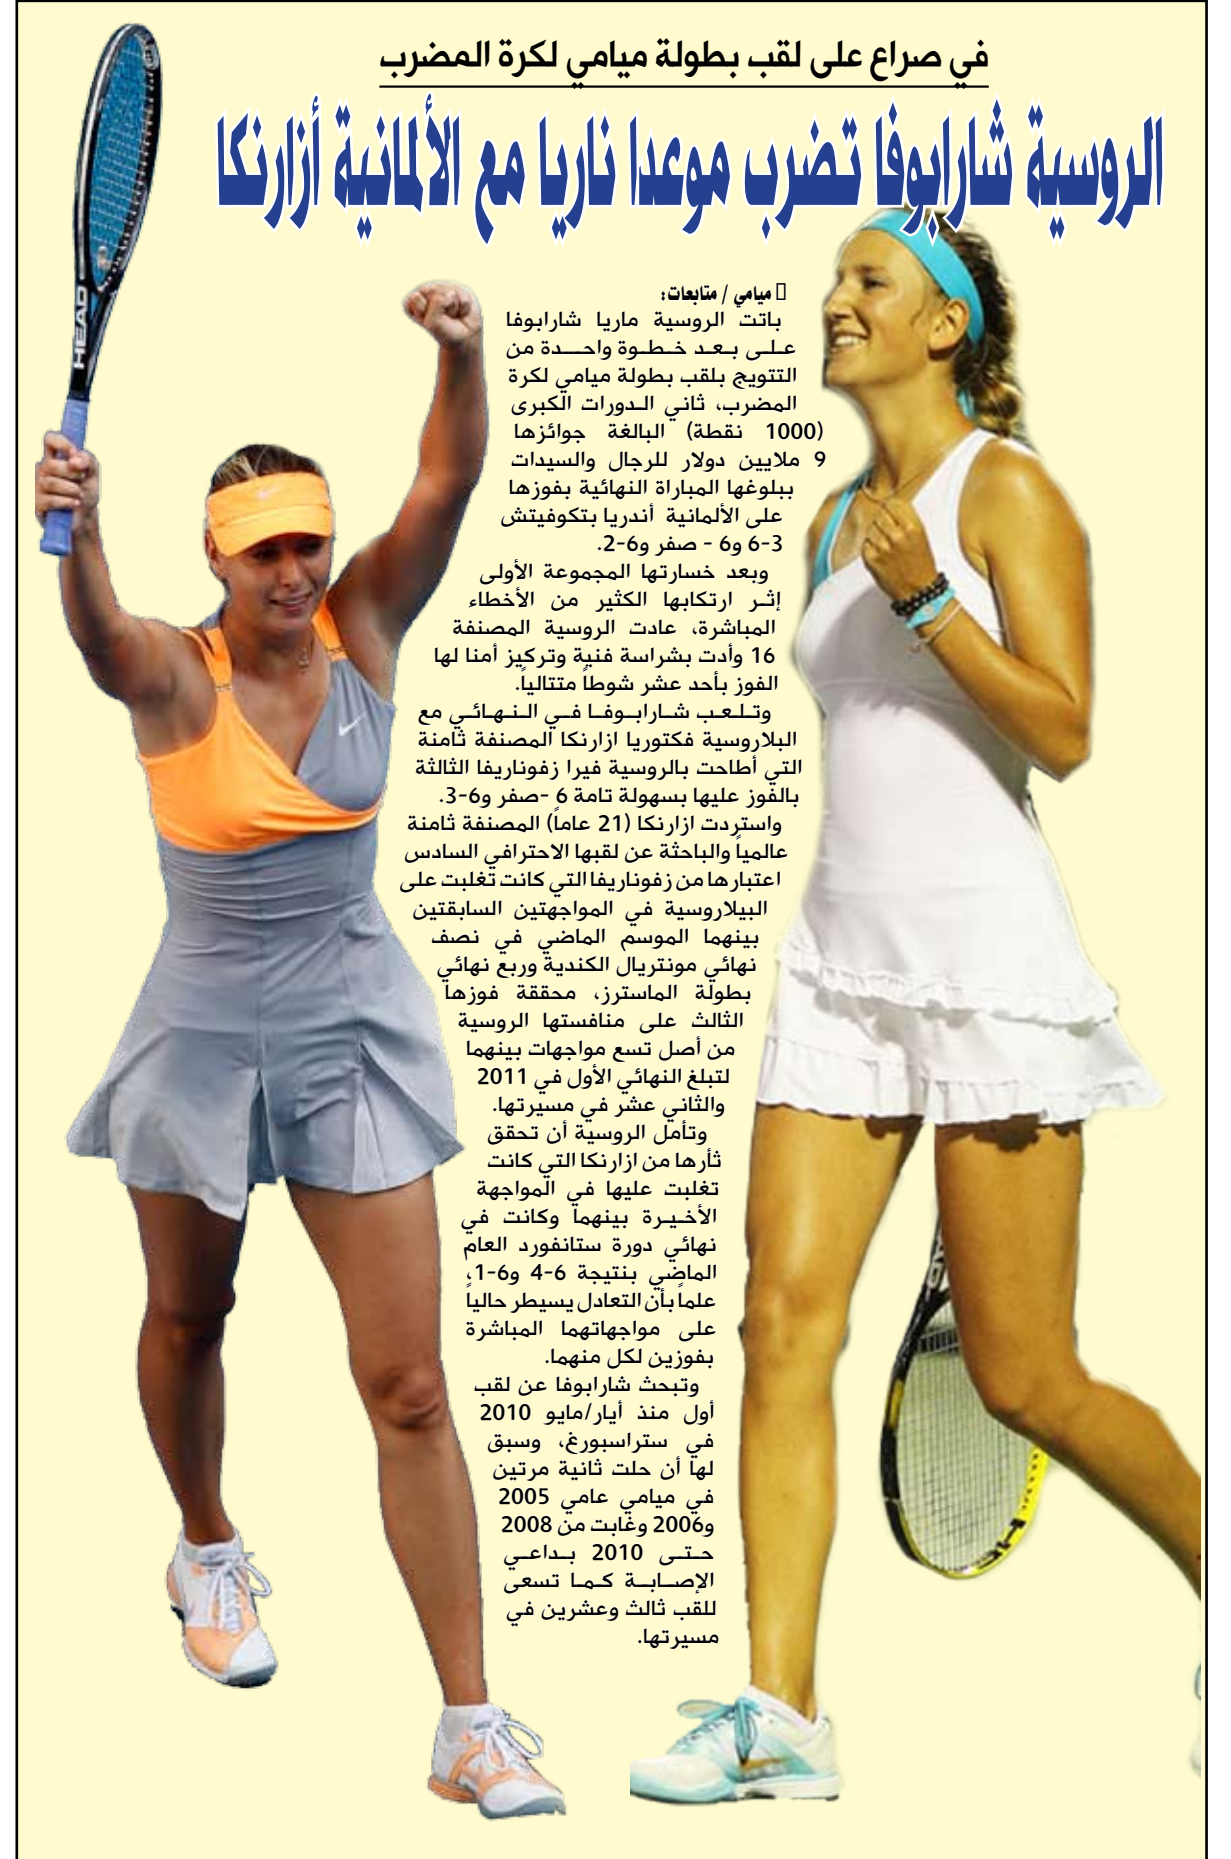 في صراع على لقب بطولة ميامي لكرة المضرب
الروسية شارابوفا تضرب موعدا ناريا مع الألمانية أزارنكا
ميامي / متابعات:
باتت الروسية ماريا شارابوفا
على بعد خطوة واحدة من
التتويج بلقب بطولة ميامي لكرة
المضرب، ثاني الدورات الكبرى
(1000 نقطة) البالغة جوائزها
9 ملايين دولار للرجال والسيدات
ببلوغها المباراة النهائية بفوزها
على الألمانية أندريا بتكوفيتش
3-6 و6 - صفر و6-2.
وبعد خسارتها المجموعة الأولى
إثر ارتكابها الكثير من الأخطاء
المباشرة، عادت الروسية المصنفة
16 وأدت بشراسة فنية وتركيز أمنا لها
الفوز بأحد عشر شوطاً متتالياً.
وتلعب شارابوفا في النهائي مع
البلاروسية فكتوريا ازارنكا المصنفة ثامنة
التي أطاحت بالروسية فيرا زفوناريفا الثالثة
بالفوز عليها بسهولة تامة 6 -صفر و6-3.
واستردت ازارنكا (21 عاماً) المصنفة ثامنة
عالمياً والباحثة عن لقبها الاحترافي السادس
اعتبارها من زفوناريفا التي كانت تغلبت على
البيلاروسية في المواجهتين السابقتين
بينهما الموسم الماضي في نصف
نهائي مونتريال الكندية وربع نهائي
بطولة الماسترز، محققة فوزها
الثالث على منافستها الروسية
من أصل تسع مواجهات بينهما
لتبلغ النهائي الأول في 2011
والثاني عشر في مسيرتها.
وتأمل الروسية أن تحقق
ثأرها من ازارنكا التي كانت
تغلبت عليها في المواجهة
الأخيرة بينهما وكانت في
نهائي دورة ستانفورد العام
الماضي بنتيجة 6-4 و6-1،
علماً بأن التعادل يسيطر حالياً
على مواجهاتهما المباشرة
بفوزين لكل منهما.
وتبحث شارابوفا عن لقب
أول منذ أيار/مايو 2010
في ستراسبورغ، وسبق
لها أن حلت ثانية مرتين
في ميامي عامي 2005
و2006 وغابت من 2008
حتى 2010 بداعي
الإصابة كما تسعى
للقب ثالث وعشرين في
مسيرتها.
HEAD